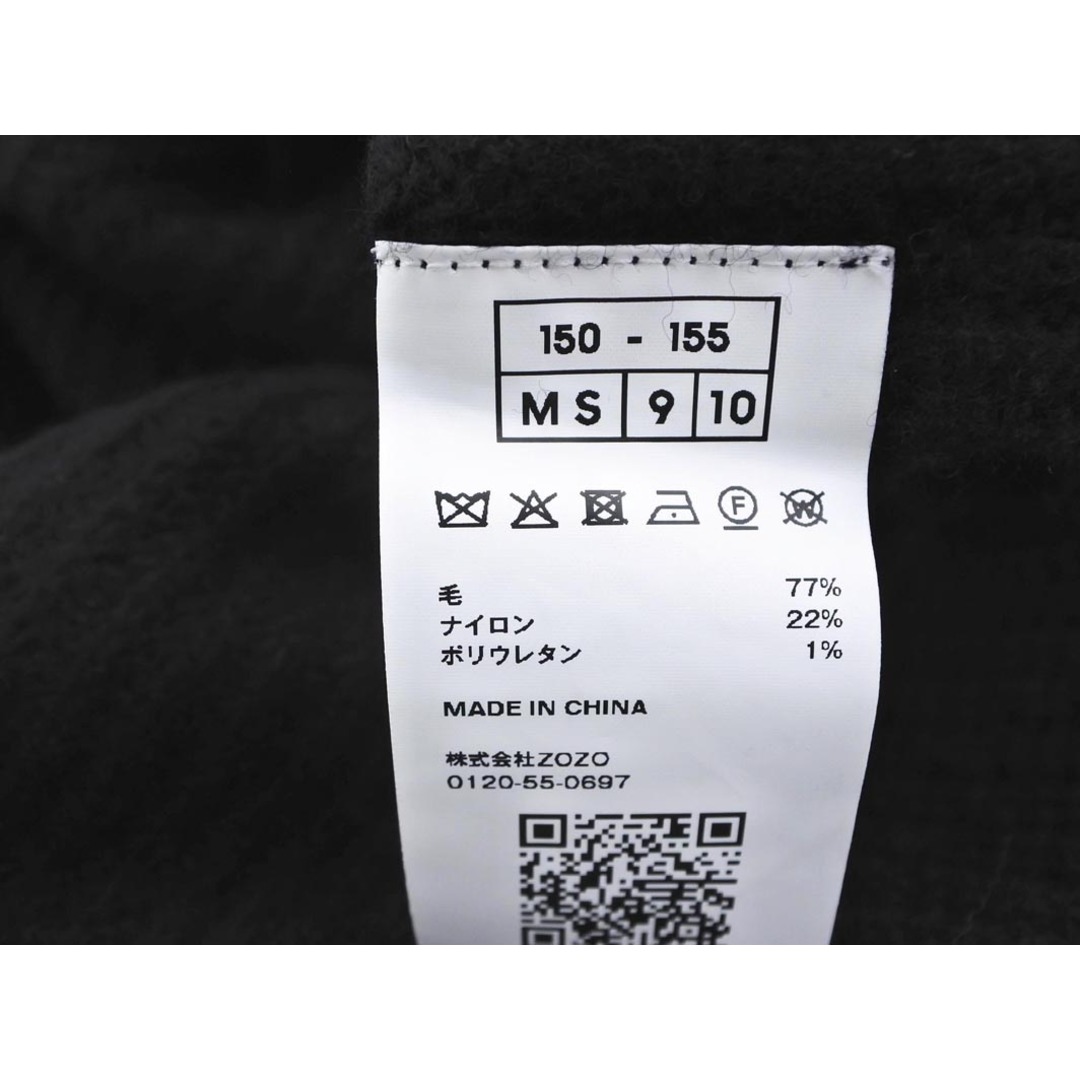 150 - 155
MS 9 10
F W
毛 77%
ナイロン 22%
ポリウレタン 1%
MADE IN CHINA
株式会社ZOZO
0120-55-0697